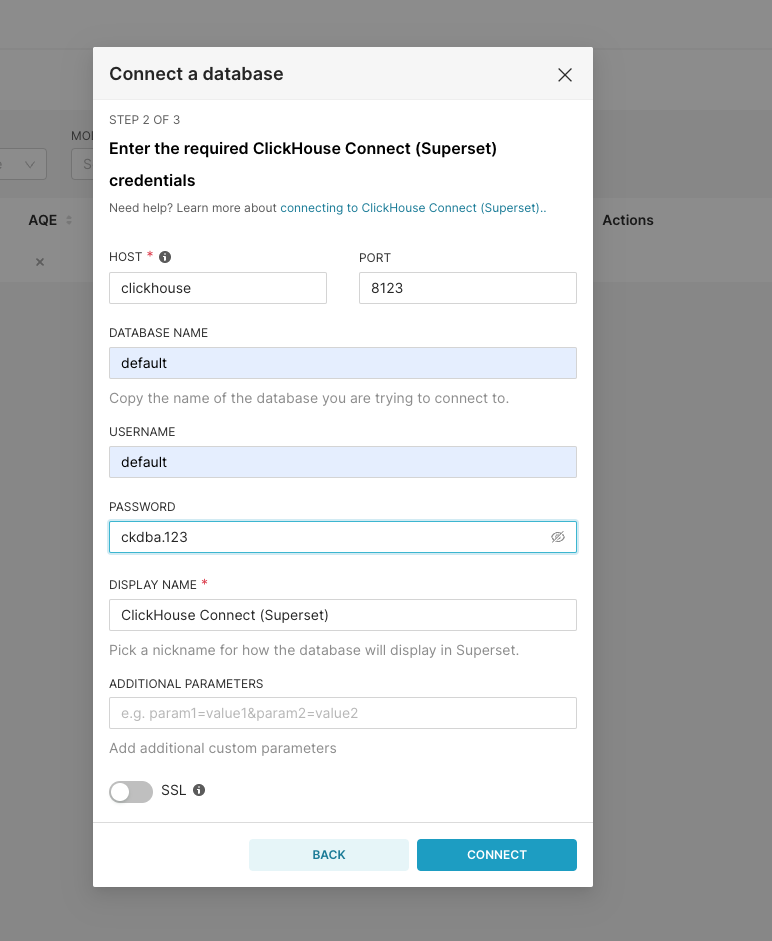 Connect a database
STEP 2 OF 3
MO
Enter the required ClickHouse Connect (Superset)
credentials
e
S
Need help? Learn more about connecting to ClickHouse Connect (Superset)..
AQE
Actions
HOST *
PORT
clickhouse
8123
DATABASE NAME
default
Copy the name of the database you are trying to connect to.
USERNAME
default
PASSWORD
ckdba.123
DISPLAY NAME *
ClickHouse Connect (Superset)
Pick a nickname for how the database will display in Superset.
ADDITIONAL PARAMETERS
e.g. param1=value1&param2=value2
Add additional custom parameters
SSL
BACK
CONNECT